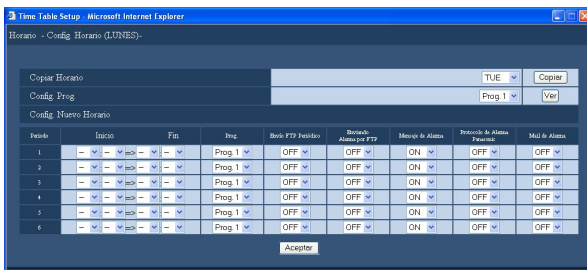 Time Table Setup - Microsoft Internet Explorer
Horario - Config. Horario (LUNES)-
Copiar Horario TUE Copiar
Config. Prog. Prog. 1 Ver
Config. Nuevo Horario
Periodo Inicio Fin Prog. Envío FTP Periódico Enviando Alarma por FTP Mensaje de Alarma Protocolo de Alarma Panasonic Mail de Alarma
1 -- -- => -- -- Prog. 1 OFF OFF ON OFF OFF
2 -- -- => -- -- Prog. 1 OFF OFF ON OFF OFF
3 -- -- => -- -- Prog. 1 OFF OFF ON OFF OFF
4 -- -- => -- -- Prog. 1 OFF OFF ON OFF OFF
5 -- -- => -- -- Prog. 1 OFF OFF ON OFF OFF
6 -- -- => -- -- Prog. 1 OFF OFF ON OFF OFF
Aceptar